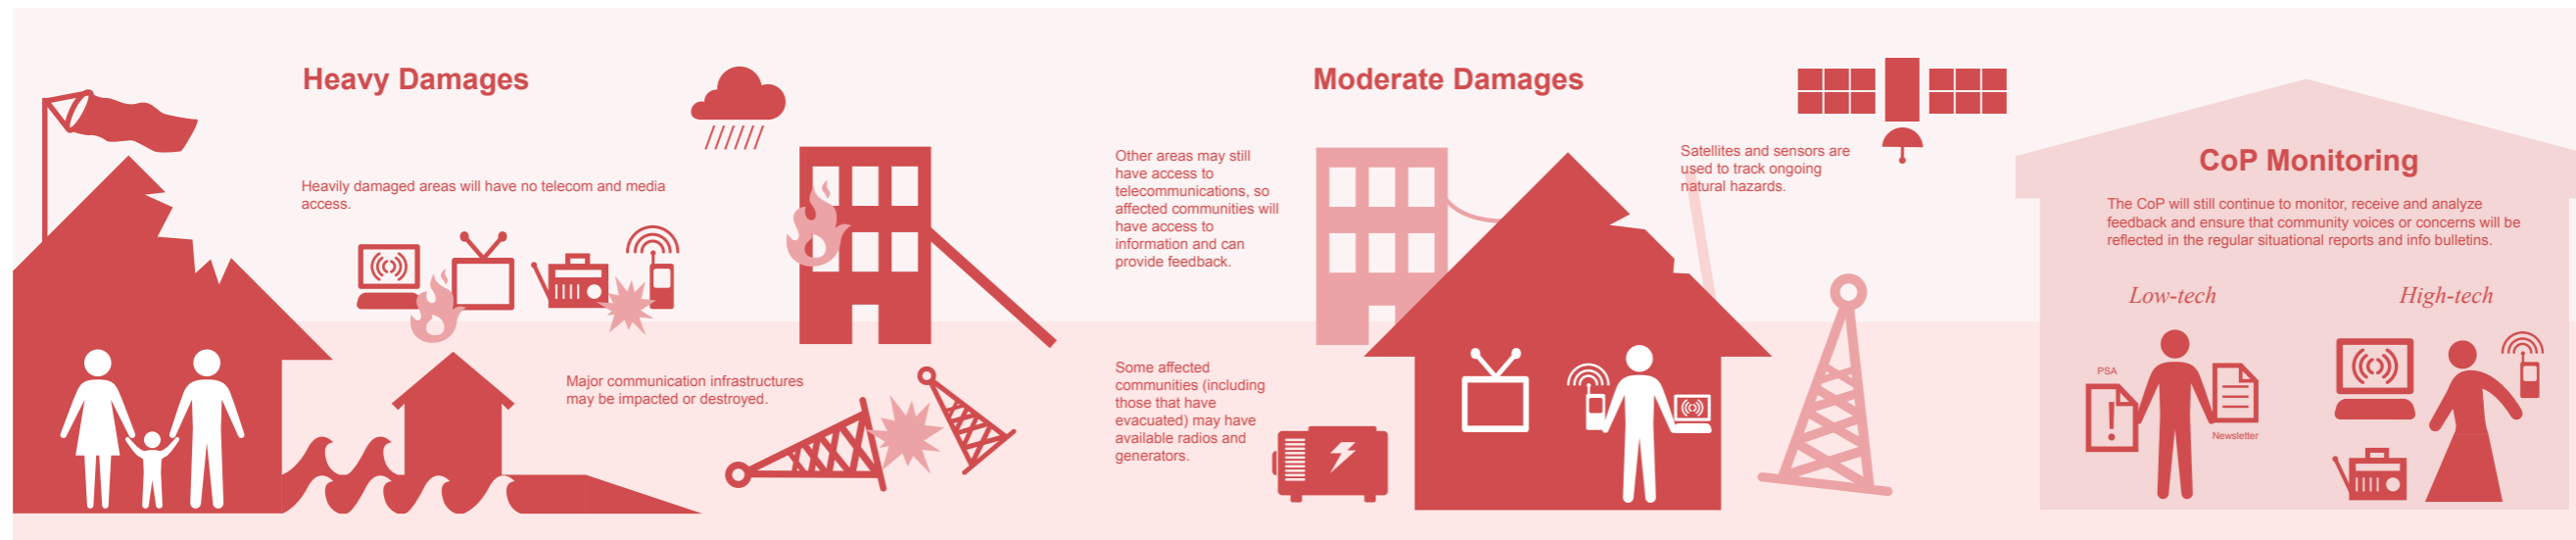 Heavy Damages
Heavily damaged areas will have no telecom and media
access.
Major communication infrastructures
may be impacted or destroyed.
Moderate Damages
Other areas may still
have access to
telecommunications, so
affected communities will
have access to
information and can
provide feedback.
Some affected
communities (including
those that have
evacuated) may have
available radios and
generators.
Satellites and sensors are
used to track ongoing
natural hazards.
CoP Monitoring
The CoP will still continue to monitor, receive and analyze
feedback and ensure that community voices or concerns will be
reflected in the regular situational reports and info bulletins.
Low-tech
PSA
Newsletter
High-tech